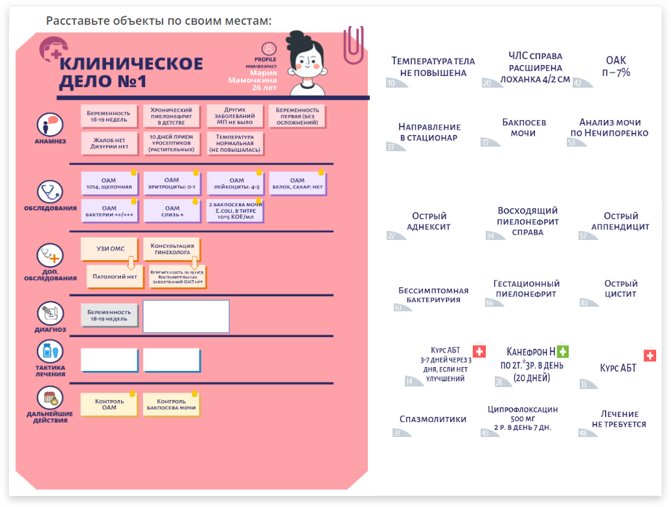 Расставьте объекты по своим местам:
КЛИНИЧЕСКОЕ
ДЕЛО №1
PROFILE
ИМЯ/ВОЗРАСТ
Мария
Мамочкина
26 лет
АНАМНЕЗ
Беременность
18-19 недель
Хронический
пиелонефрит
в детстве
Других
заболеваний
МП не было
Беременность
первая (без
осложнений)
Жалоб нет
Дизурии нет
10 дней прием
уросептиков
(растительных)
Температура
нормальная
(не повышалась)
ОБСЛЕДОВАНИЯ
ОАМ
1014, щелочная
ОАМ
эритроциты: 0-1
ОАМ
лейкоциты: 4-5
ОАМ
белок, сахар: нет
ОАМ
бактерии ++/+++
ОАМ
слизь +
2 бакпосева мочи
E.coli, в титре
10*5 КОЕ/мл
ДОП.
ОБСЛЕДОВАНИЯ
УЗИ ОМС
Консультация
гинеколога
Патологий нет
ДИАГНОЗ
Беременность
18-19 недель
ТАКТИКА
ЛЕЧЕНИЯ
ДАЛЬНЕЙШИЕ
ДЕЙСТВИЯ
Контроль
ОАМ
Контроль
бакпосева мочи
Температура тела
не повышена
ЧЛС справа
расширена
лоханка 4/2 см
ОАК
п – 7%
Направление
в стационар
Бакпосев
мочи
Анализ мочи
по Нечипоренко
Острый
аднексит
Восходящий
пиелонефрит
справа
Острый
аппендицит
Бессимптомная
бактериурия
Гестационный
пиелонефрит
Острый
цистит
Курс АБТ
3-7 дней через 3
дня, если нет
улучшений
Канефрон Н
по 2т. *3р. в день
(20 дней)
Курс АБТ
Спазмолитики
Ципрофлоксацин
500 мг
2 р. в день 7 дн.
Лечение
не требуется